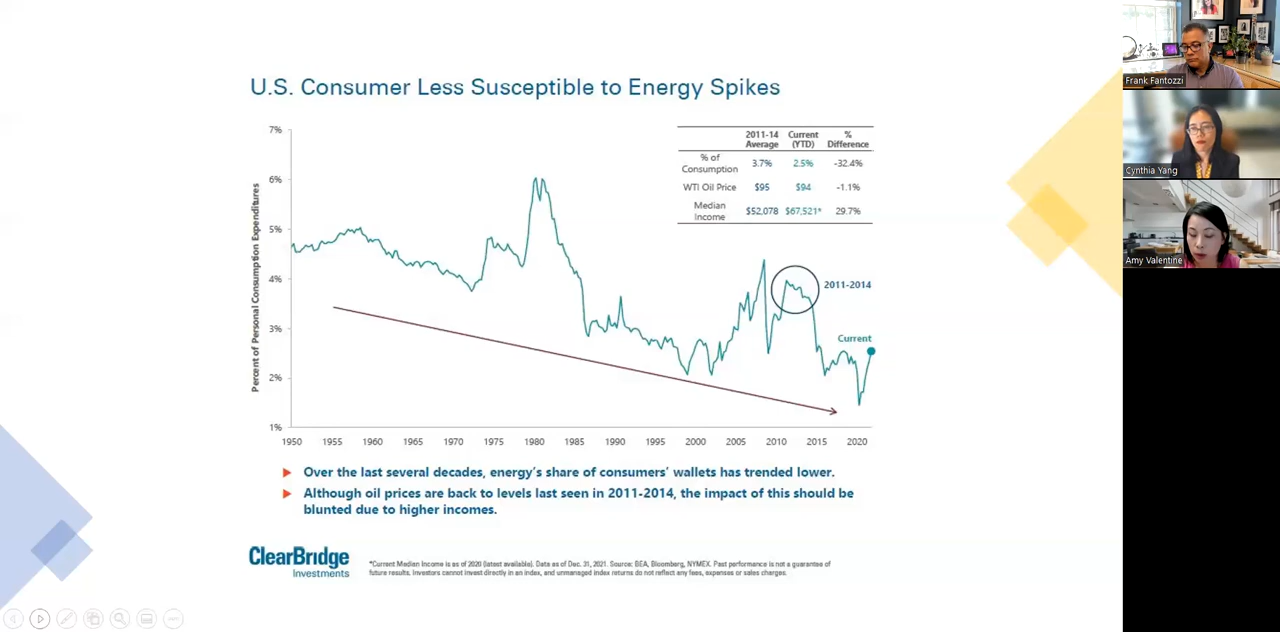 U.S. Consumer Less Susceptible to Energy Spikes
Percent of Personal Consumption Expenditures
7%
6%
5%
4%
3%
2%
1%
1950 1955 1960 1965 1970 1975 1980 1985 1990 1995 2000 2005 2010 2015 2020
2011-14 Average Current (YTD) % Difference
% of Consumption 3.7% 2.5% -32.4%
WTI Oil Price $95 $94 -1.1%
Median Income $52,078 $67,521* 29.7%
2011-2014
Current
Over the last several decades, energy's share of consumers' wallets has trended lower.
Although oil prices are back to levels last seen in 2011-2014, the impact of this should be
blunted due to higher incomes.
ClearBridge
Investments
*Current Median Income is as of 2020 (latest available). Data as of Dec. 31, 2021. Source: BEA, Bloomberg, NYMEX. Past performance is not a guarantee of
future results. Investors cannot invest directly in an index, and unmanaged index returns do not reflect any fees, expenses or sales charges.
Frank Fantozzi
Cynthia Yang
Amy Valentine